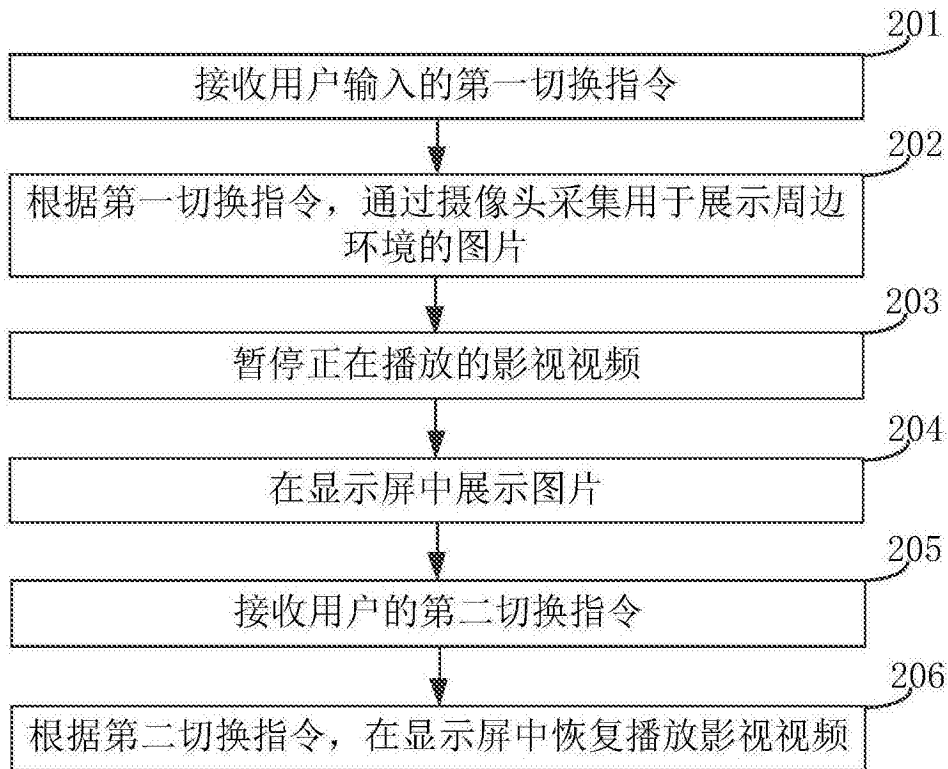 201
接收用户输入的第一切换指令
202
根据第一切换指令，通过摄像头采集用于展示周边
环境的图片
203
暂停正在播放的影视视频
204
在显示屏中展示图片
205
接收用户的第二切换指令
206
根据第二切换指令，在显示屏中恢复播放影视视频